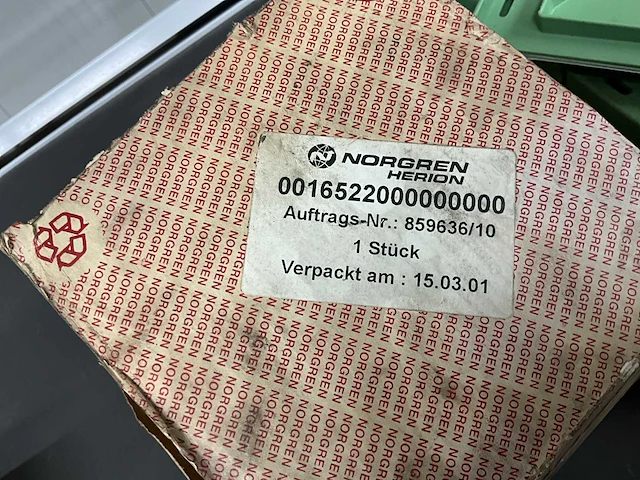 NORGREN
HERION
0016522000000000
Auftrags-Nr.: 859636/10
1 Stück
Verpackt am : 15.03.01